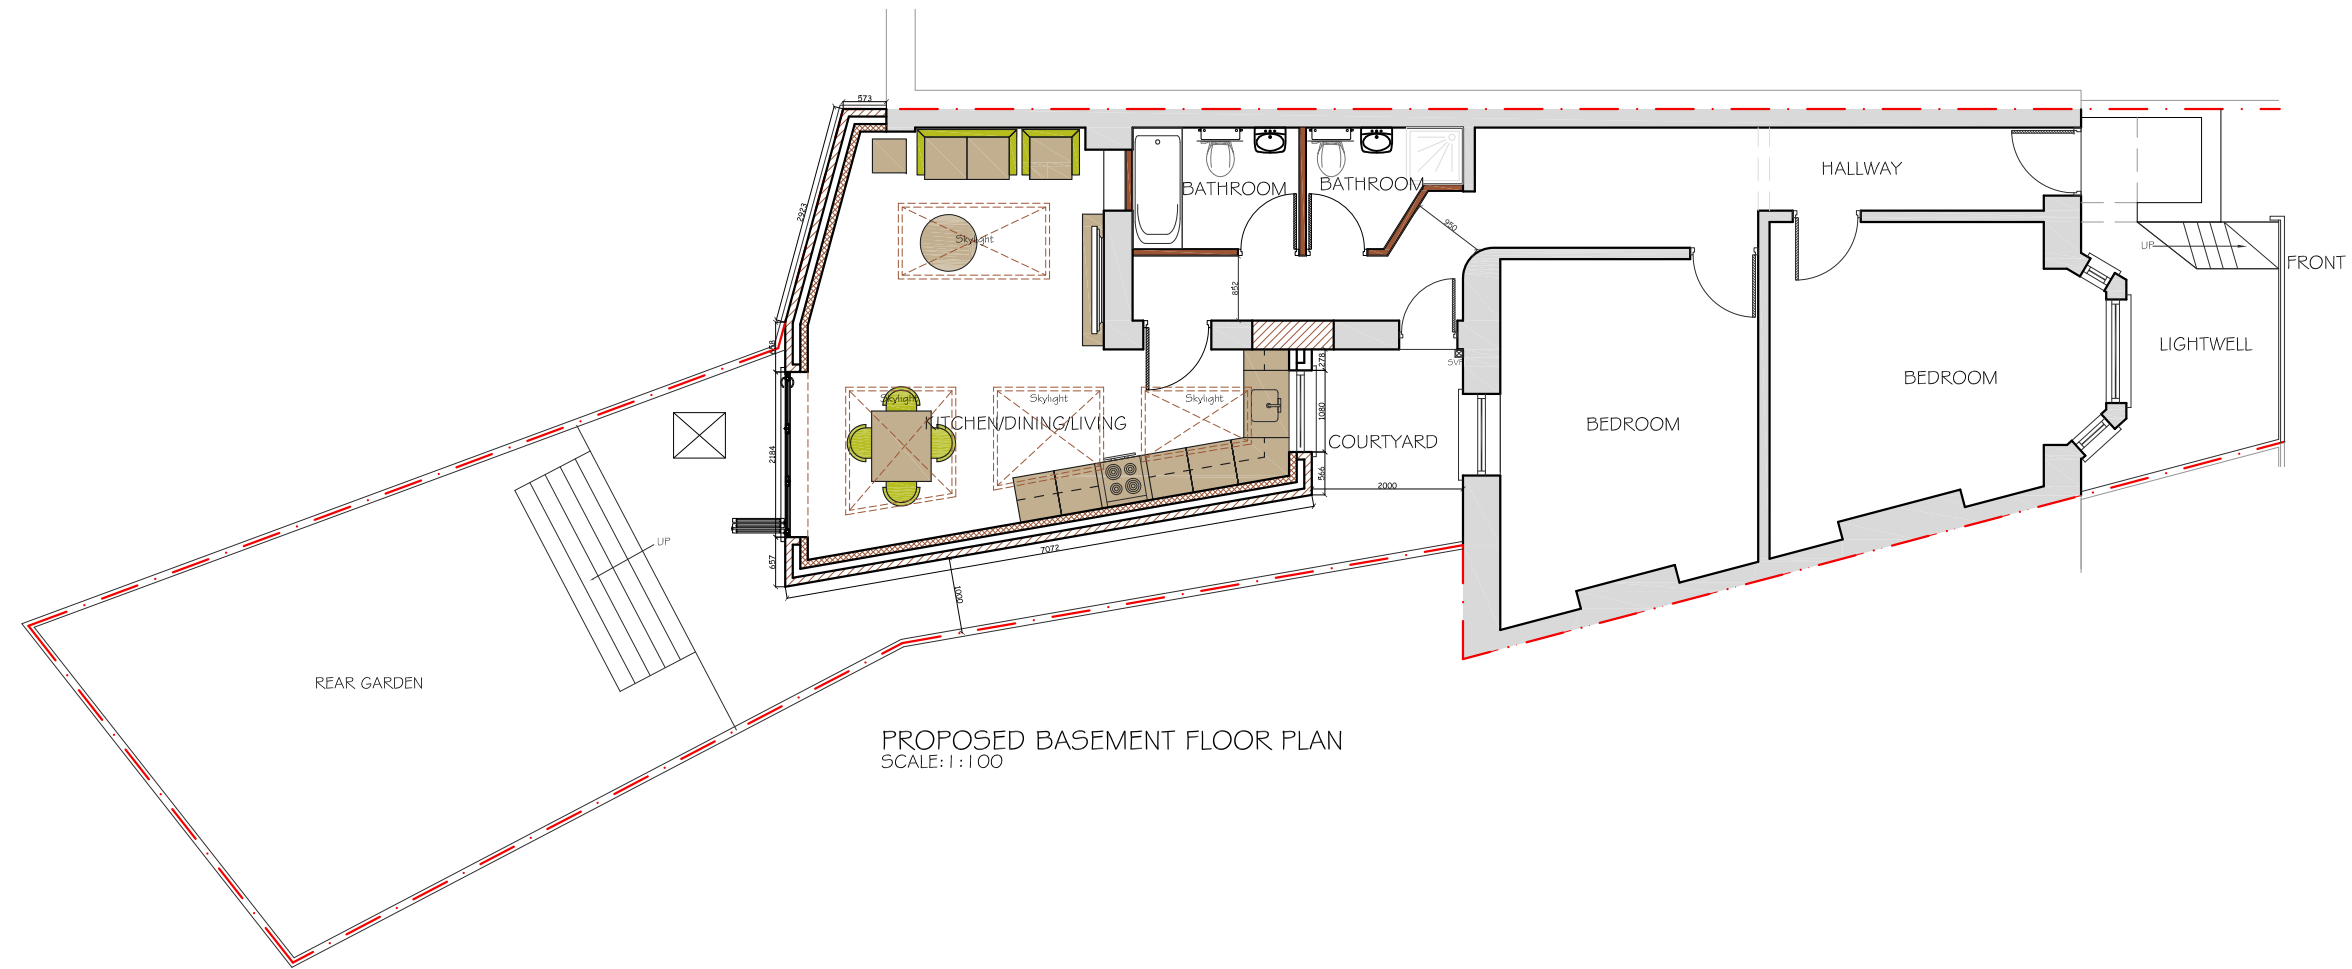 573
2923
HALLWAY
BATHROOM
BATHROOM
950
Skylight
UP
FRONT
852
LIGHTWELL
278
SVP
BEDROOM
Skylight
Skylight
Skylight
KITCHEN/DINING/LIVING
1080
COURTYARD
BEDROOM
2184
566
2000
UP
7072
657
1000
REAR GARDEN
PROPOSED BASEMENT FLOOR PLAN
SCALE:1:100